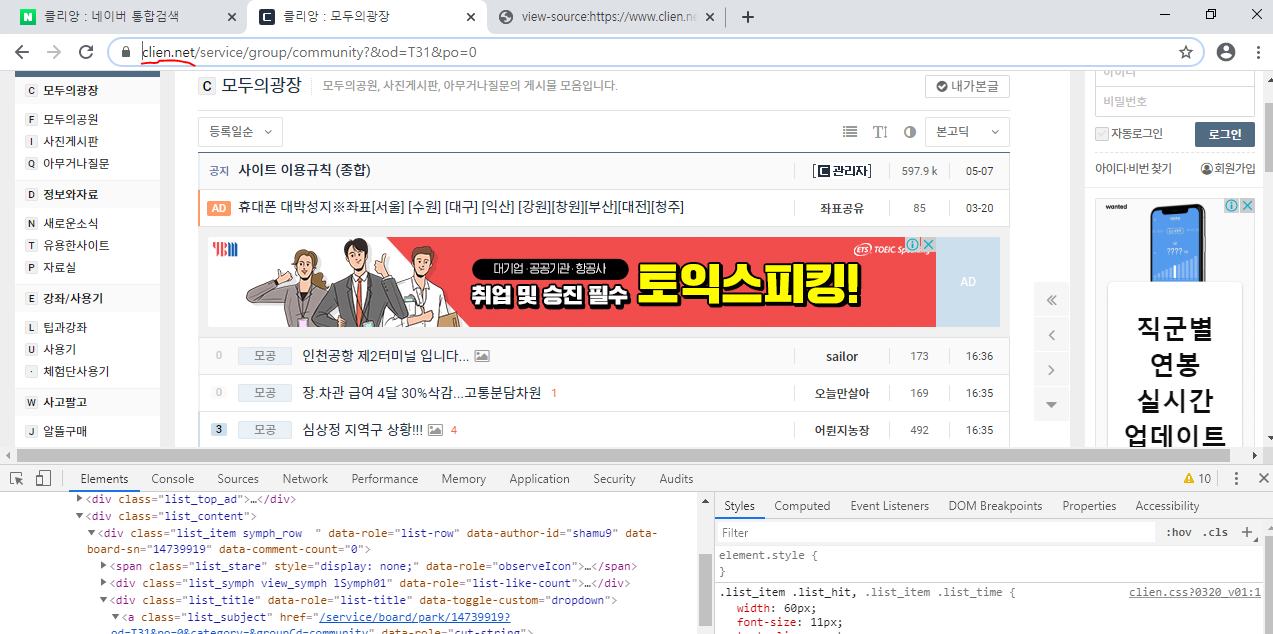 클리앙 : 네이버 통합검색
클리앙 : 모두의광장
view-source:https://www.clien.ne
clien.net/service/group/community?&od=T31&po=0
C 모두의광장
F 모두의공원
I 사진게시판
Q 아무거나질문
D 정보와자료
N 새로운소식
T 유용한사이트
P 자료실
E 강좌/사용기
L 팁과강좌
U 사용기
· 체험단사용기
W 사고팔고
J 알뜰구매
C 모두의광장 모두의공원, 사진게시판, 아무거나질문의 게시물 모음입니다.
내가본글
등록일순
TI
본고딕
공지 사이트 이용규칙 (종합) [C 관리자] 597.9 k 05-07
AD 휴대폰 대박성지※좌표[서울] [수원] [대구] [익산] [강원][창원][부산][대전][청주] 좌표공유 85 03-20
YBM
대기업·공공기관·항공사
취업 및 승진 필수 토익스피킹!
ETS TOEIC Sp
AD
0 모공 인천공항 제2터미널 입니다... sailor 173 16:36
0 모공 장.차관 급여 4달 30%삭감...고통분담차원 1 오늘만살아 169 16:35
3 모공 심상정 지역구 상황!!! 4 어뤈지농장 492 16:35
아이디
비밀번호
자동로그인
로그인
아이디·비번 찾기 회원가입
wanted
???? %
직군별
연봉
실시간
업데이트
Elements Console Sources Network Performance Memory Application Security Audits 10
<div class="list_top_ad">…</div>
<div class="list_content">
<div class="list_item symph_row  " data-role="list-row" data-author-id="shamu9" data-
board-sn="14739919" data-comment-count="0">
<span class="list_stare" style="display: none;" data-role="observeIcon">…</span>
<div class="list_symph view_symph lSymph01" data-role="list-like-count">…</div>
<div class="list_title" data-role="list-title" data-toggle-custom="dropdown">
<a class="list_subject" href="/service/board/park/14739919?
od=T31&po=0&category=&groupCd=community" data-role="cut-string">
Styles Computed Event Listeners DOM Breakpoints Properties Accessibility
Filter :hov .cls +
element.style {
}
.list_item .list_hit, .list_item .list_time { clien.css?0320_v01:1
width: 60px;
font-size: 11px;